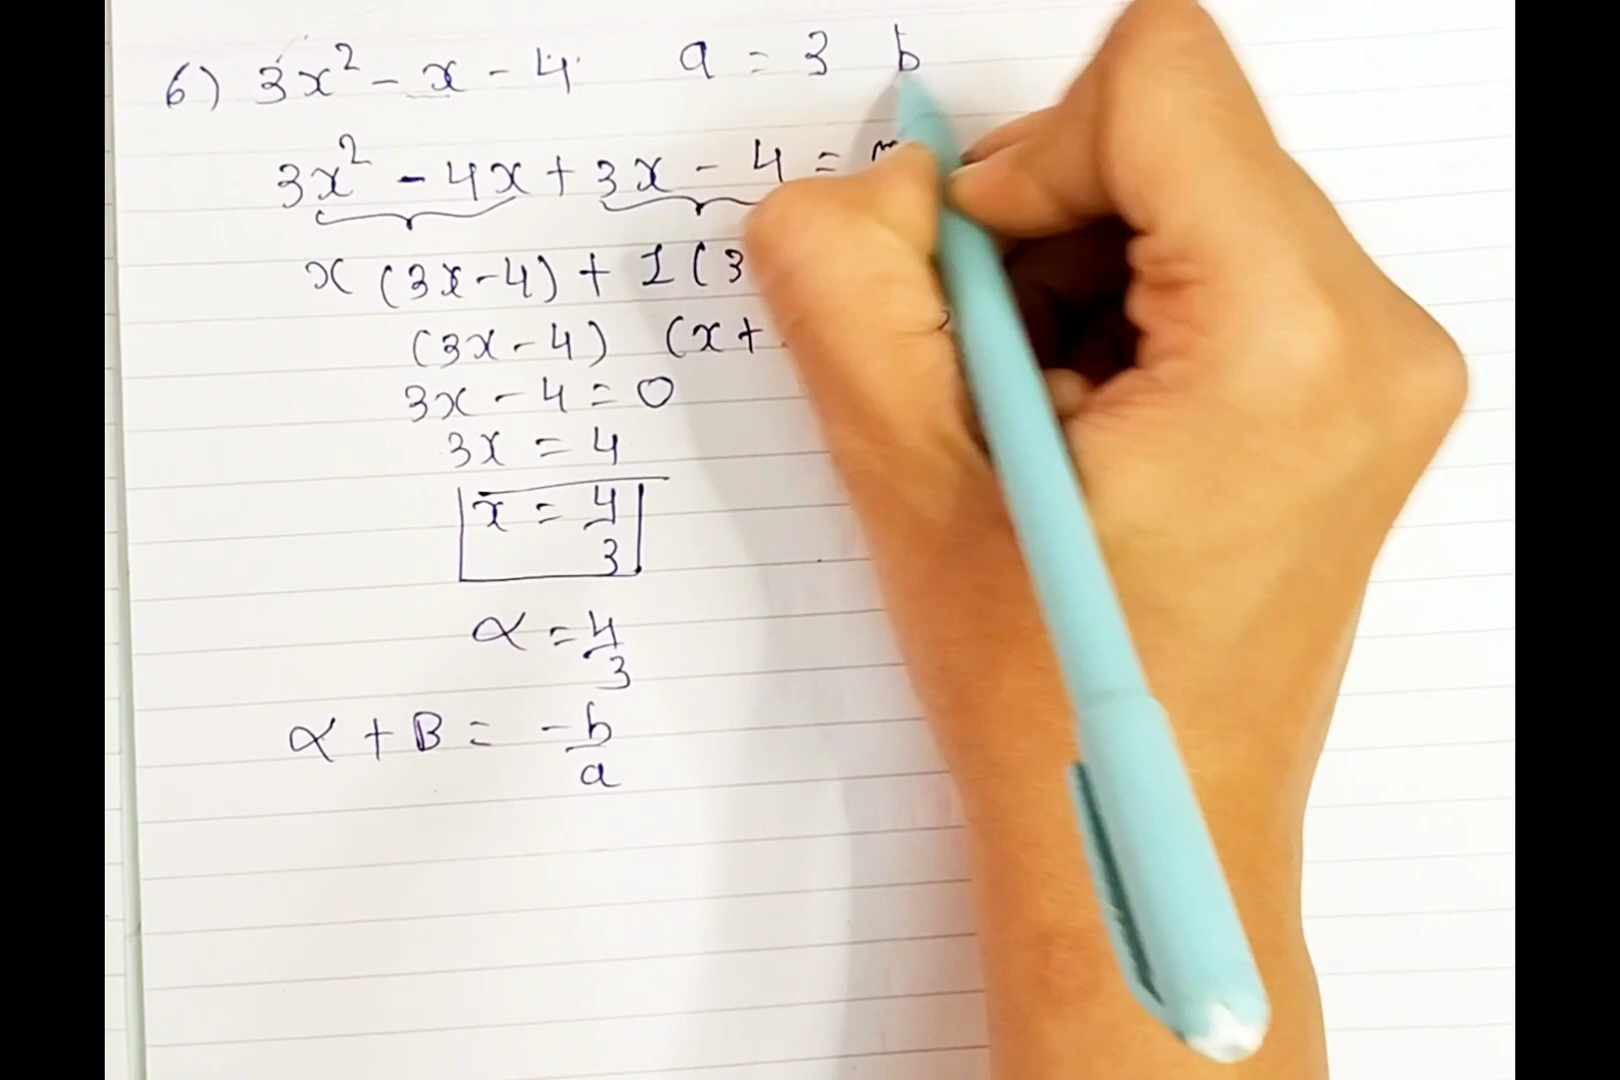 6) 3x² - x - 4 a = 3 b
3x² - 4x + 3x - 4 =
x (3x-4) + 1 (3
(3x - 4) (x +
3x - 4 = 0
3x = 4
x = 4/3
α = 4/3
α + B = -b/a